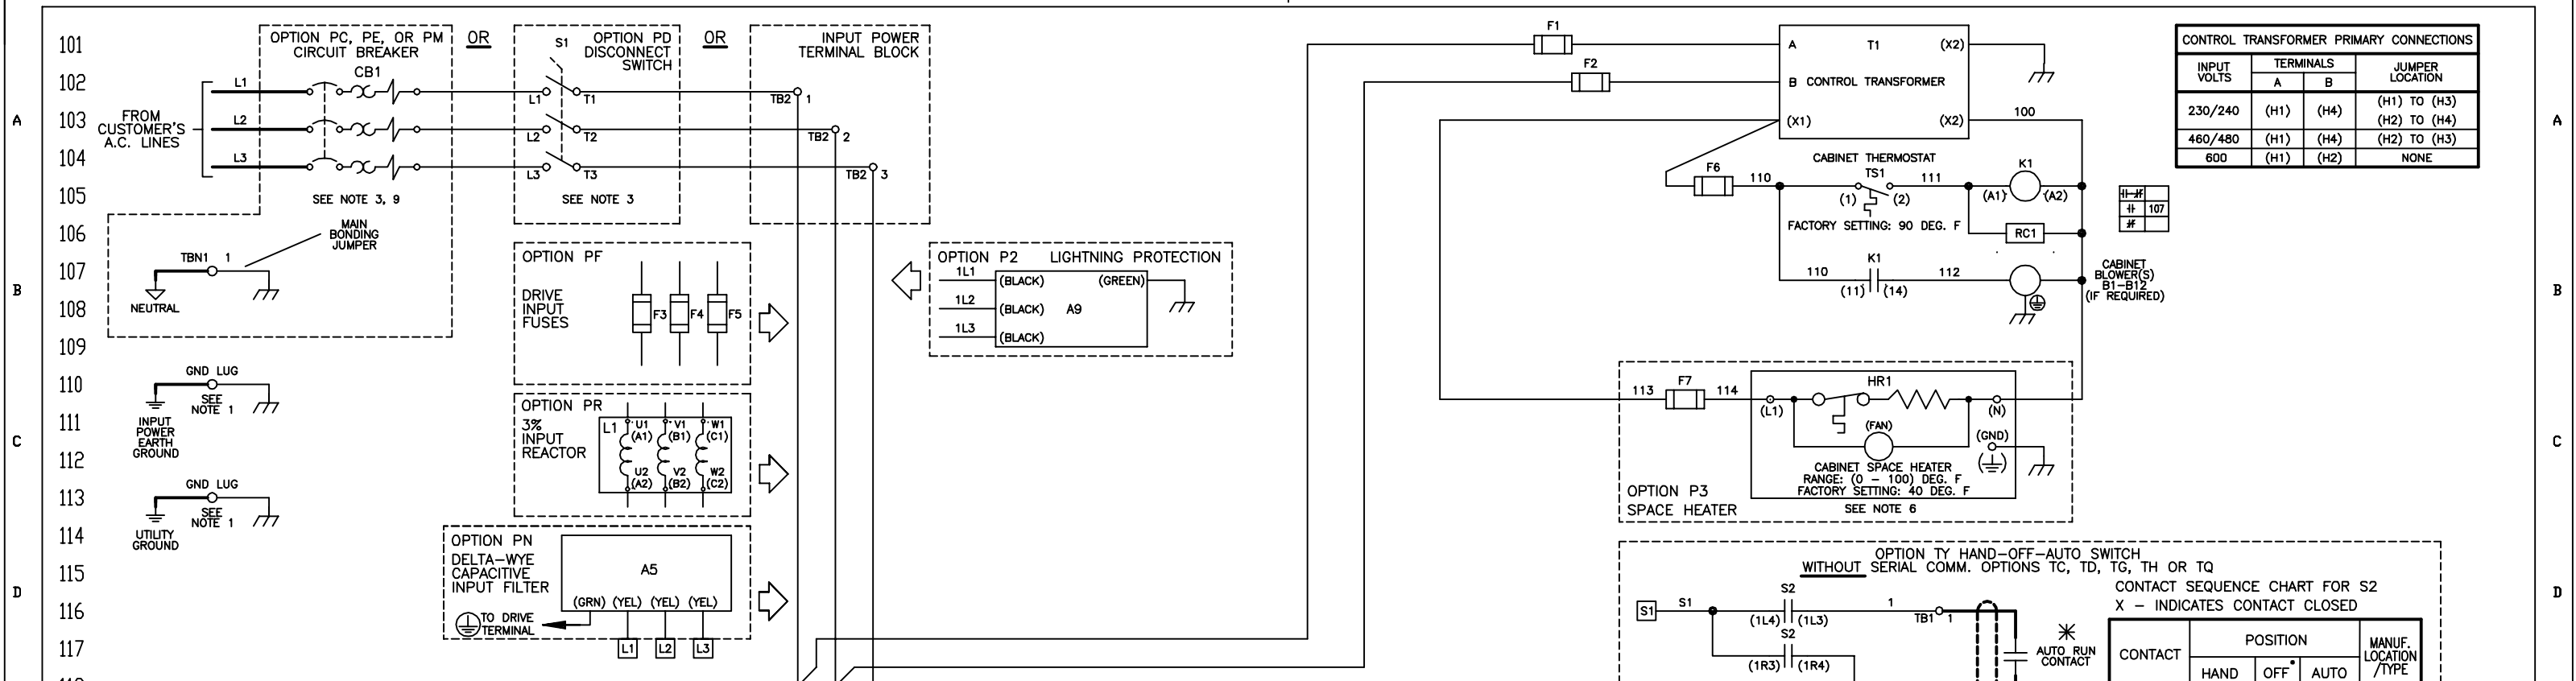 101
102
103
104
105
106
107
108
109
110
111
112
113
114
115
116
117
A
B
C
D
OPTION PC, PE, OR PM
CIRCUIT BREAKER
CB1
OR
OPTION PD
DISCONNECT
SWITCH
S1
OR
INPUT POWER
TERMINAL BLOCK
FROM
CUSTOMER'S
A.C. LINES
L1
L2
L3
L1 T1
L2 T2
L3 T3
TB2 1
TB2 2
TB2 3
SEE NOTE 3, 9
SEE NOTE 3
MAIN
BONDING
JUMPER
TBN1 1
NEUTRAL
GND LUG
SEE
NOTE 1
INPUT
POWER
EARTH
GROUND
GND LUG
SEE
NOTE 1
UTILITY
GROUND
OPTION PF
DRIVE
INPUT
FUSES
F3 F4 F5
OPTION PR
3%
INPUT
REACTOR
L1 U1 V1 W1
(A1) (B1) (C1)
U2 V2 W2
(A2) (B2) (C2)
OPTION PN
DELTA-WYE
CAPACITIVE
INPUT FILTER
A5
(GRN) (YEL) (YEL) (YEL)
TO DRIVE
TERMINAL
L1 L2 L3
OPTION P2 LIGHTNING PROTECTION
1L1 (BLACK) (GREEN)
1L2 (BLACK) A9
1L3 (BLACK)
F1
F2
A T1 (X2)
B CONTROL TRANSFORMER
(X1) (X2)
100
F6 110
CABINET THERMOSTAT
TS1
(1) (2)
111
K1
(A1) (A2)
FACTORY SETTING: 90 DEG. F
RC1
110
K1
(11) (14)
112
CABINET
BLOWER(S)
B1-B12
(IF REQUIRED)
107
113 F7 114
(L1)
HR1
(N)
(FAN)
(GND)
CABINET SPACE HEATER
RANGE: (0 - 100) DEG. F
FACTORY SETTING: 40 DEG. F
OPTION P3
SPACE HEATER
SEE NOTE 6
CONTROL TRANSFORMER PRIMARY CONNECTIONS
INPUT
VOLTS
TERMINALS
A B
JUMPER
LOCATION
230/240 (H1) (H4) (H1) TO (H3)
(H2) TO (H4)
460/480 (H1) (H4) (H2) TO (H3)
600 (H1) (H2) NONE
OPTION TY HAND-OFF-AUTO SWITCH
WITHOUT SERIAL COMM. OPTIONS TC, TD, TG, TH OR TQ
S1 S1
S2
(1L4) (1L3)
1
TB1 1
S2
(1R3) (1R4)
AUTO RUN
CONTACT
CONTACT SEQUENCE CHART FOR S2
X - INDICATES CONTACT CLOSED
CONTACT
POSITION
HAND OFF AUTO
MANUF.
LOCATION
/TYPE
A
B
C
D